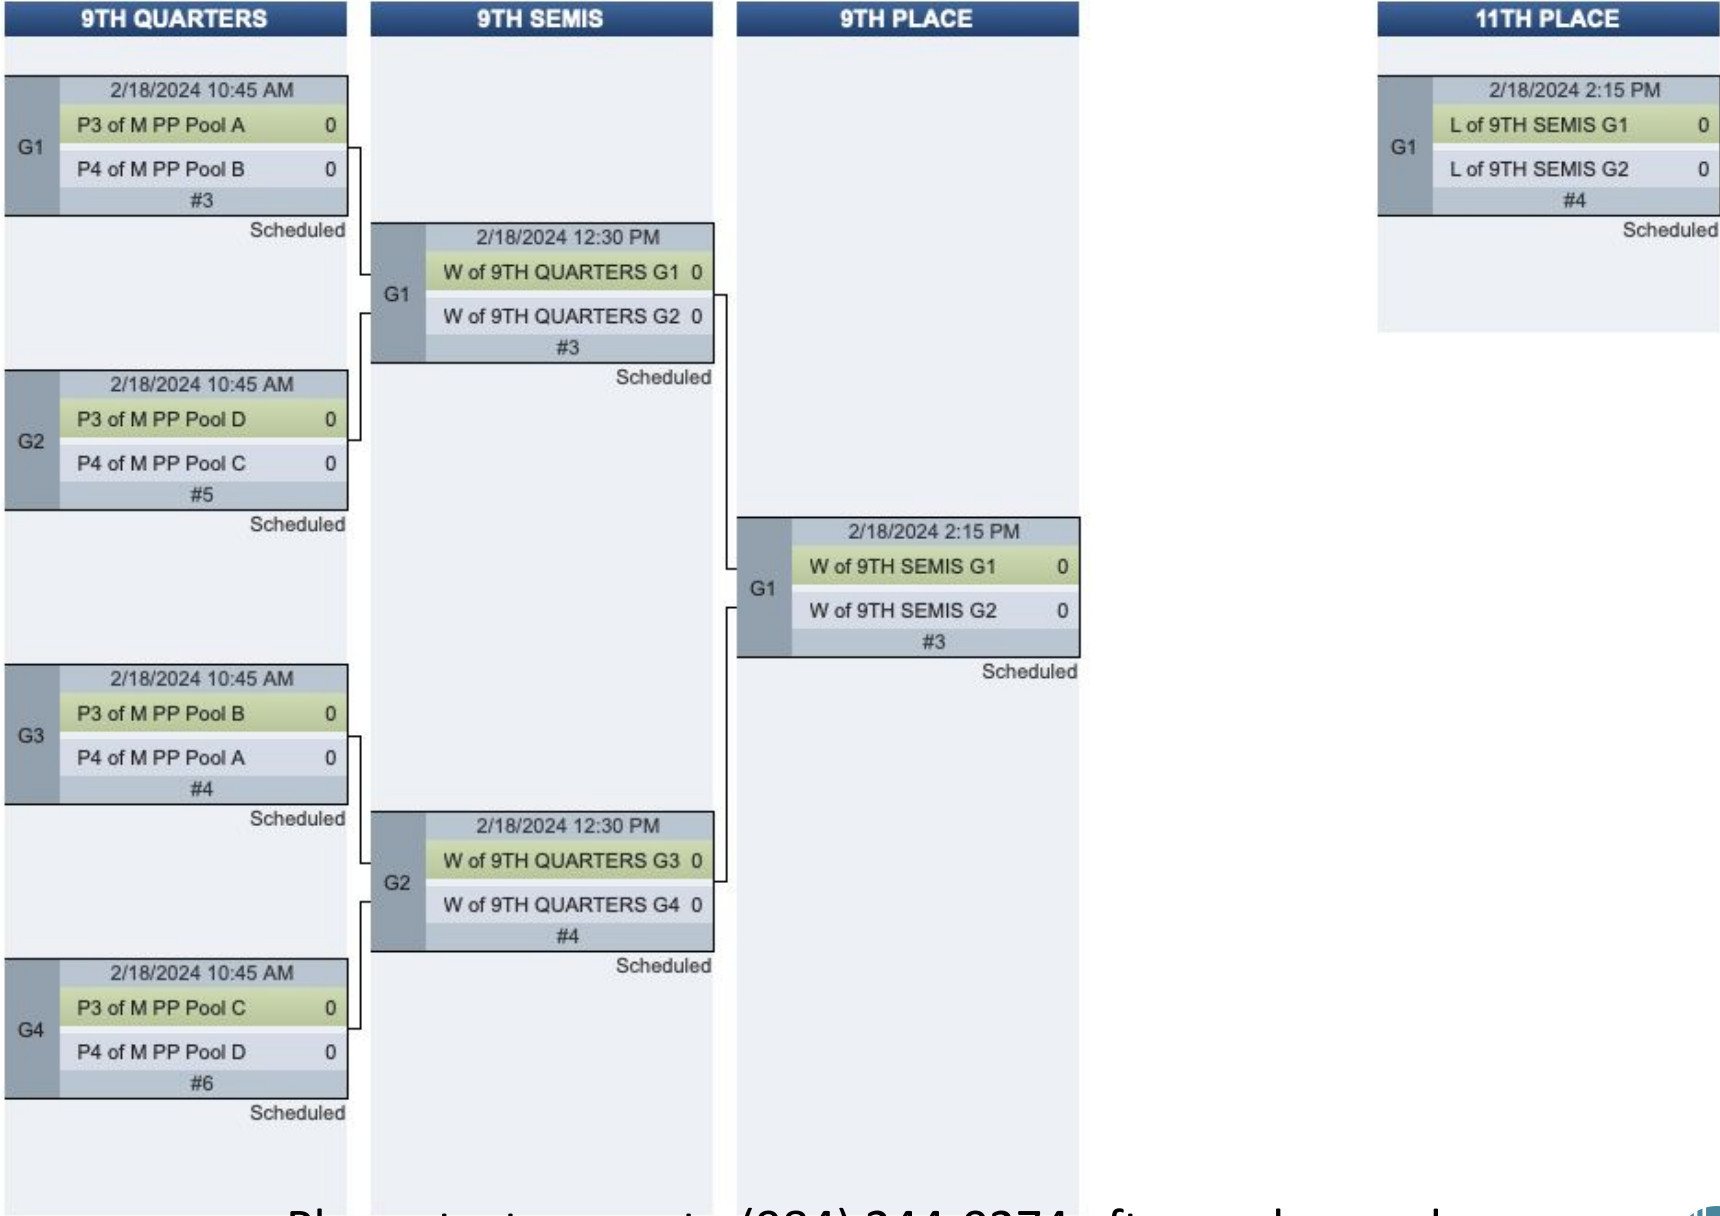 9TH QUARTERS
G1
2/18/2024 10:45 AM
P3 of M PP Pool A 0
P4 of M PP Pool B 0
#3
Scheduled
G2
2/18/2024 10:45 AM
P3 of M PP Pool D 0
P4 of M PP Pool C 0
#5
Scheduled
G3
2/18/2024 10:45 AM
P3 of M PP Pool B 0
P4 of M PP Pool A 0
#4
Scheduled
G4
2/18/2024 10:45 AM
P3 of M PP Pool C 0
P4 of M PP Pool D 0
#6
Scheduled
9TH SEMIS
G1
2/18/2024 12:30 PM
W of 9TH QUARTERS G1 0
W of 9TH QUARTERS G2 0
#3
Scheduled
G2
2/18/2024 12:30 PM
W of 9TH QUARTERS G3 0
W of 9TH QUARTERS G4 0
#4
Scheduled
9TH PLACE
G1
2/18/2024 2:15 PM
W of 9TH SEMIS G1 0
W of 9TH SEMIS G2 0
#3
Scheduled
11TH PLACE
G1
2/18/2024 2:15 PM
L of 9TH SEMIS G1 0
L of 9TH SEMIS G2 0
#4
Scheduled